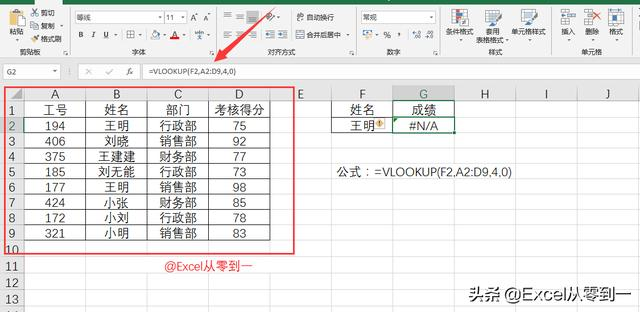 剪切
复制
格式刷
粘贴
剪贴板
等线
11
B I U
字体
自动换行
合并后居中
对齐方式
常规
数字
条件格式
套用
表格格式
单元格样式
样式
插入
删除
格式
单元格
G2
=VLOOKUP(F2,A2:D9,4,0)
A B C D E F G H I J
1 工号 姓名 部门 考核得分 姓名 成绩
2 194 王明 行政部 75 王明 #N/A
3 406 刘晓 销售部 92
4 375 王建建 财务部 77
5 185 刘无能 行政部 73 公式：=VLOOKUP(F2,A2:D9,4,0)
6 177 王明 销售部 98
7 424 小张 财务部 85
8 172 小刘 行政部 78
9 321 小明 销售部 83
10
11 @Excel从零到一
12
13
14
头条 @Excel从零到一